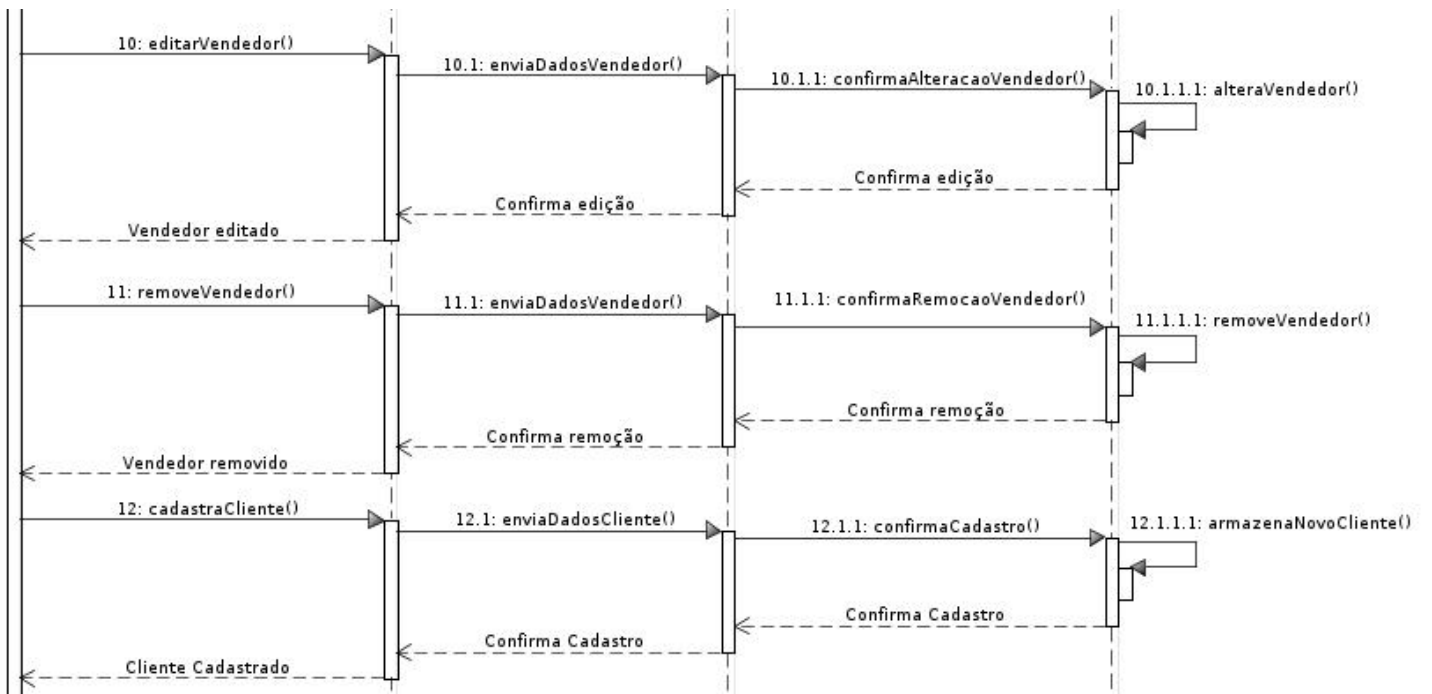 10: editarVendedor()
10.1: enviaDadosVendedor()
10.1.1: confirmaAlteracaoVendedor()
10.1.1.1: alteraVendedor()
Confirma edição
Confirma edição
Vendedor editado
11: removeVendedor()
11.1: enviaDadosVendedor()
11.1.1: confirmaRemocaoVendedor()
11.1.1.1: removeVendedor()
Confirma remoção
Confirma remoção
Vendedor removido
12: cadastraCliente()
12.1: enviaDadosCliente()
12.1.1: confirmaCadastro()
12.1.1.1: armazenaNovoCliente()
Confirma Cadastro
Confirma Cadastro
Cliente Cadastrado